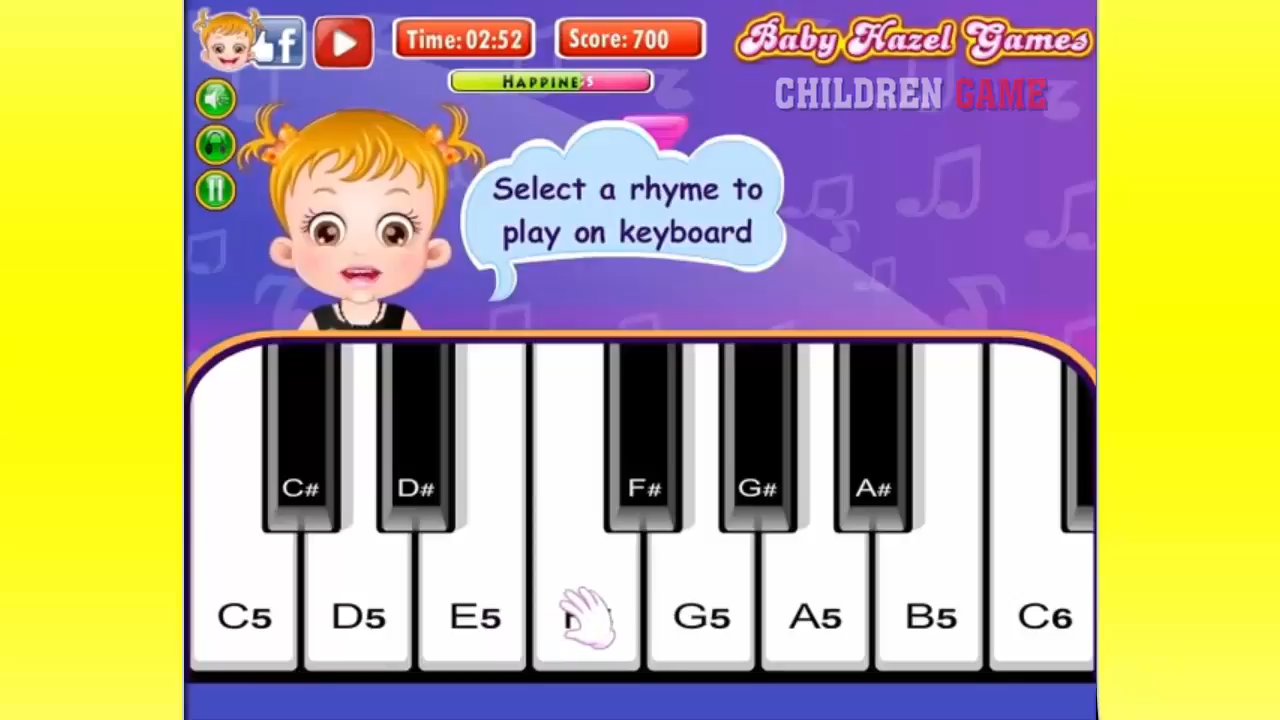 f
Time: 02:52
Score: 700
Baby Hazel Games
HAPPINESS
CHILDREN GAME
Select a rhyme to
play on keyboard
C# D# F# G# A#
C5 D5 E5 G5 A5 B5 C6